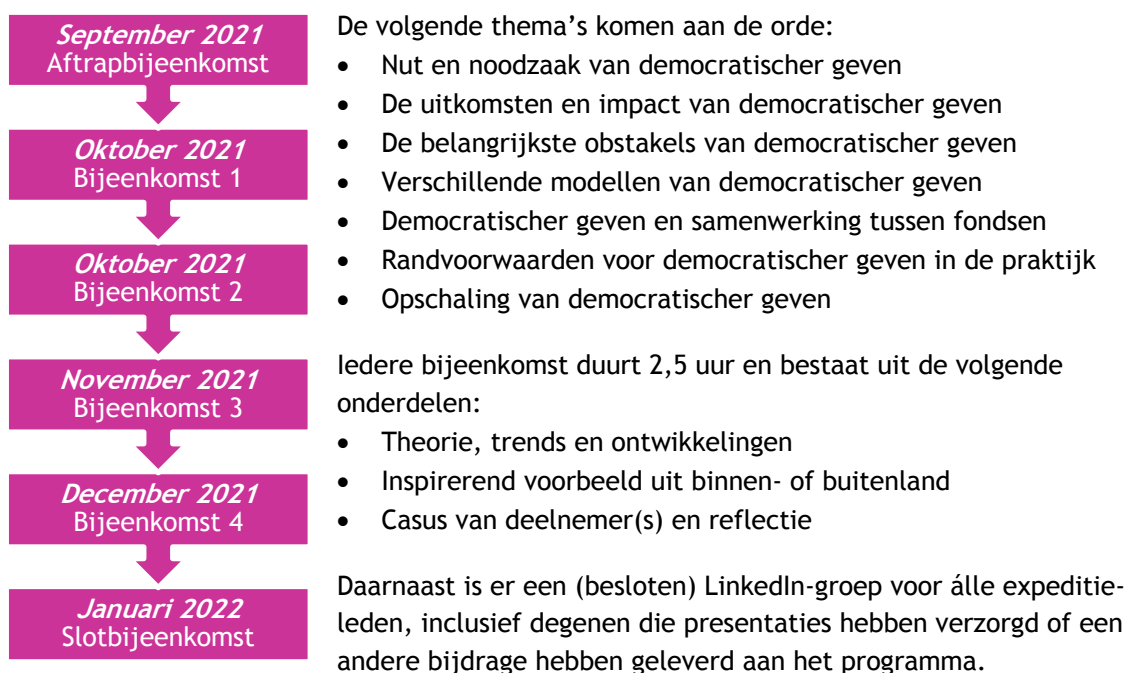 September 2021
Aftrapbijeenkomst
Oktober 2021
Bijeenkomst 1
Oktober 2021
Bijeenkomst 2
November 2021
Bijeenkomst 3
December 2021
Bijeenkomst 4
Januari 2022
Slotbijeenkomst
De volgende thema’s komen aan de orde:
• Nut en noodzaak van democratischer geven
• De uitkomsten en impact van democratischer geven
• De belangrijkste obstakels van democratischer geven
• Verschillende modellen van democratischer geven
• Democratischer geven en samenwerking tussen fondsen
• Randvoorwaarden voor democratischer geven in de praktijk
• Opschaling van democratischer geven
Iedere bijeenkomst duurt 2,5 uur en bestaat uit de volgende
onderdelen:
• Theorie, trends en ontwikkelingen
• Inspirerend voorbeeld uit binnen- of buitenland
• Casus van deelnemer(s) en reflectie
Daarnaast is er een (besloten) LinkedIn-groep voor álle expeditie-
leden, inclusief degenen die presentaties hebben verzorgd of een
andere bijdrage hebben geleverd aan het programma.